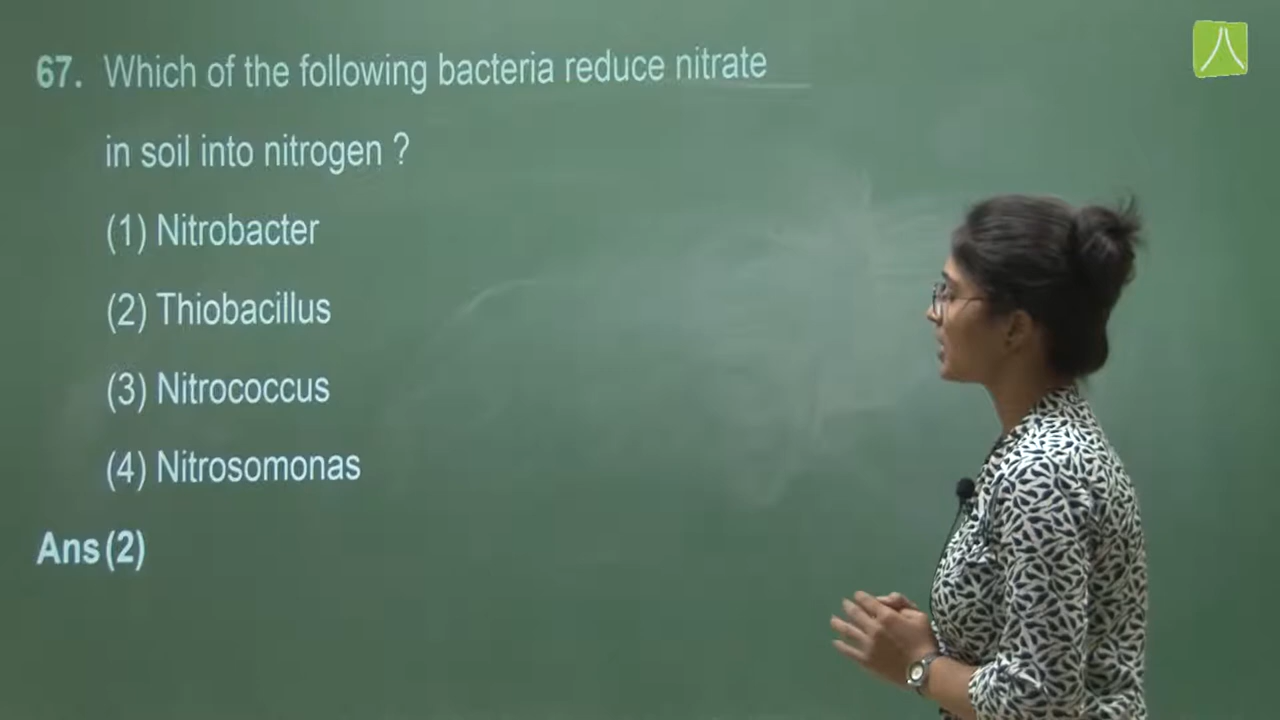 67. Which of the following bacteria reduce nitrate
in soil into nitrogen ?
(1) Nitrobacter
(2) Thiobacillus
(3) Nitrococcus
(4) Nitrosomonas
Ans (2)